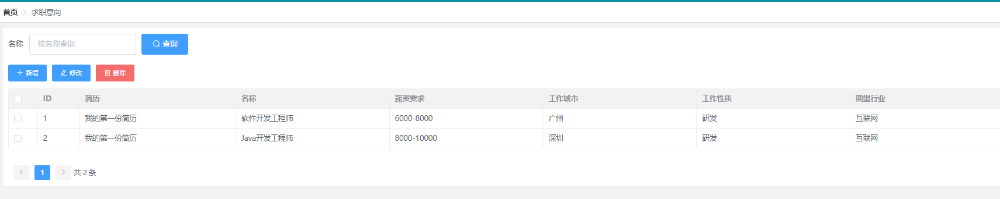 首页 > 求职意向
名称 按名称查询 查询
新增 修改 删除
ID 简历 名称 薪资要求 工作城市 工作性质 期望行业
1 我的第一份简历 软件开发工程师 6000-8000 广州 研发 互联网
2 我的第一份简历 Java开发工程师 8000-10000 深圳 研发 互联网
< 1 > 共 2 条